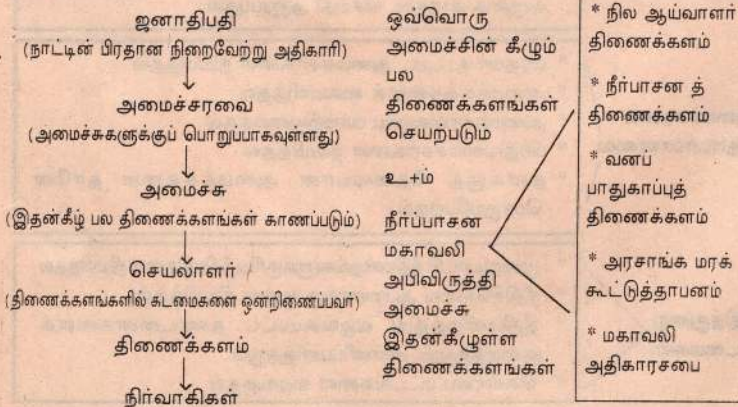 ஜனாதிபதி
(நாட்டின் பிரதான நிறைவேற்று அதிகாரி)
அமைச்சரவை
(அமைச்சுகளுக்குப் பொறுப்பாகவுள்ளது)
அமைச்சு
(இதன்கீழ் பல திணைக்களங்கள் காணப்படும்)
செயலாளர்
(திணைக்களங்களில் கடமைகளை ஒன்றிணைப்பவர்)
திணைக்களம்
நிர்வாகிகள்
ஒவ்வொரு
அமைச்சின் கீழும்
பல
திணைக்களங்கள்
செயற்படும்
உ+ம்
நீர்ப்பாசன
மகாவலி
அபிவிருத்தி
அமைச்சு
இதன்கீழுள்ள
திணைக்களங்கள்
* நில ஆய்வாளர்
திணைக்களம்
* நீர்பாசன த்
திணைக்களம்
* வனப்
பாதுகாப்புத்
திணைக்களம்
* அரசாங்க மரக்
கூட்டுத்தாபனம்
* மகாவலி
அதிகாரசபை